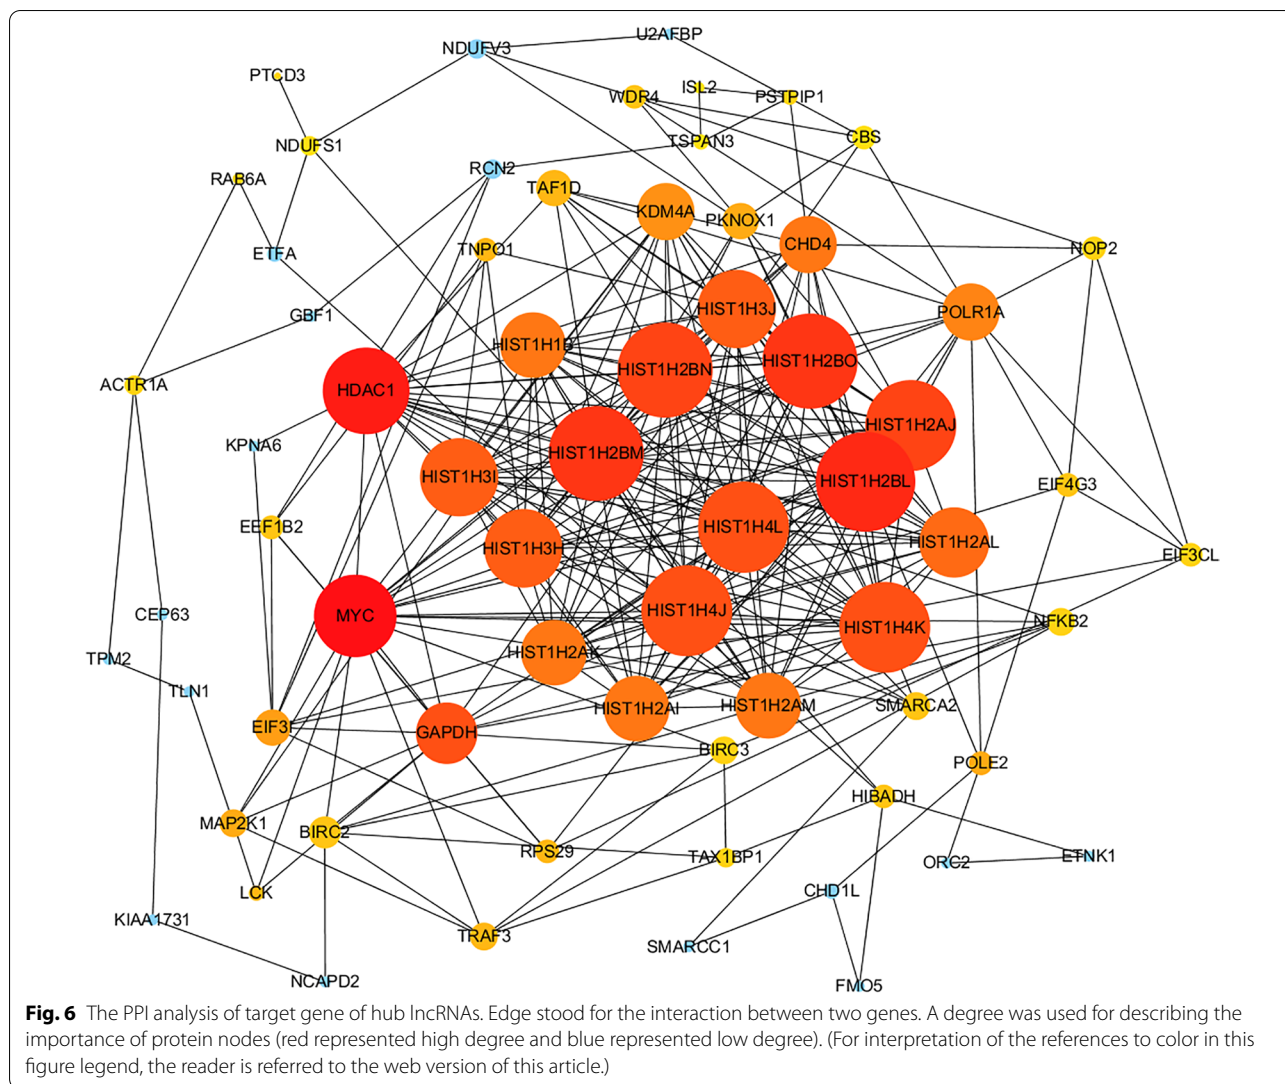 U2AFBP
NDUFV3
PTCD3
ISL2
WDR4
PSTPIP1
CBS
TSPAN3
NDUFS1
RCN2
RAB6A
TAF1D
KDM4A
PKNOX1
CHD4
NOP2
TNPO1
ETFA
HIST1H3J
POLR1A
GBF1
HIST1H1B
HIST1H2BO
HIST1H2BN
ACTR1A
HDAC1
HIST1H2AJ
KPNA6
HIST1H2BM
HIST1H3I
HIST1H2BL
EIF4G3
EEF1B2
HIST1H4L
HIST1H2AL
HIST1H3H
EIF3CL
HIST1H4J
CEP63
MYC
NFKB2
HIST1H4K
HIST1H2AK
TPM2
TLN1
HIST1H2AI
HIST1H2AM
SMARCA2
EIF3I
GAPDH
BIRC3
POLE2
HIBADH
MAP2K1
BIRC2
RPS29
TAX1BP1
ORC2
ETNK1
LCK
CHD1L
KIAA1731
TRAF3
SMARCC1
NCAPD2
FMO5
Fig. 6 The PPI analysis of target gene of hub lncRNAs. Edge stood for the interaction between two genes. A degree was used for describing the
importance of protein nodes (red represented high degree and blue represented low degree). (For interpretation of the references to color in this
figure legend, the reader is referred to the web version of this article.)